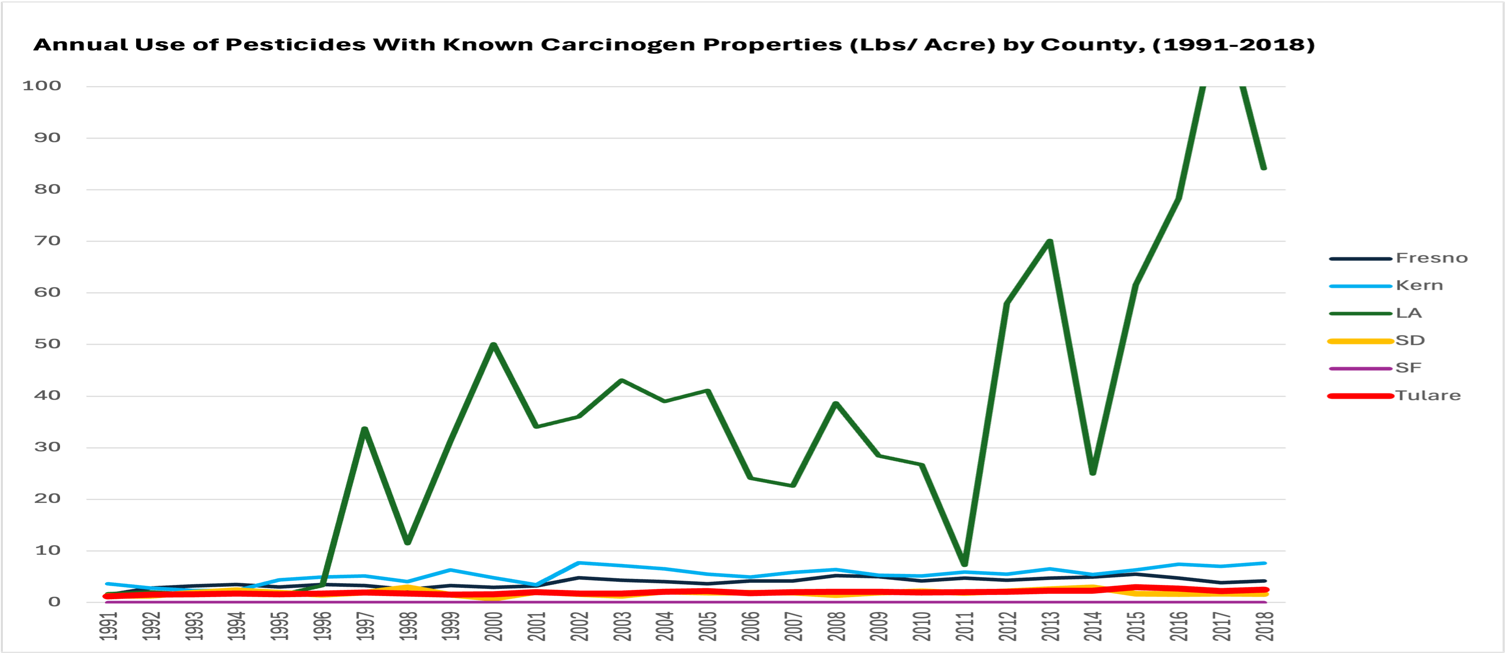 Annual Use of Pesticides With Known Carcinogen Properties (Lbs/ Acre) by County, (1991-2018)
100
90
80
70
60
50
40
30
20
10
0
1991 1992 1993 1994 1995 1996 1997 1998 1999 2000 2001 2002 2003 2004 2005 2006 2007 2008 2009 2010 2011 2012 2013 2014 2015 2016 2017 2018
Fresno
Kern
LA
SD
SF
Tulare